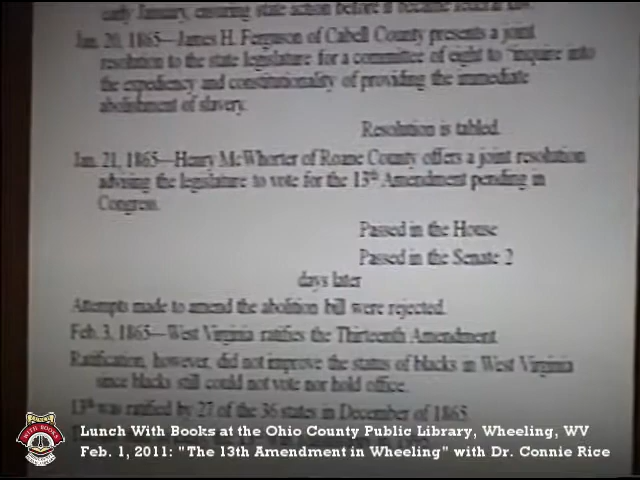 early January, ensuring state action before it became federal law.
Jan. 20, 1865—James H. Ferguson of Cabell County presents a joint
resolution to the state legislature for a committee of eight to "inquire into
the expediency and constitutionality of providing the immediate
abolishment of slavery.
Resolution is tabled.
Jan. 21, 1865—Henry McWhorter of Roane County offers a joint resolution
advising the legislature to vote for the 13th Amendment pending in
Congress.
Passed in the House
Passed in the Senate 2
days later
Attempts made to amend the abolition bill were rejected.
Feb. 3, 1865—West Virginia ratifies the Thirteenth Amendment.
Ratification, however, did not improve the status of blacks in West Virginia
since blacks still could not vote nor hold office.
13th was ratified by 27 of the 36 states in December of 1865.
Lunch With Books at the Ohio County Public Library, Wheeling, WV
Feb. 1, 2011: "The 13th Amendment in Wheeling" with Dr. Connie Rice
LUNCH
WITH BOOKS